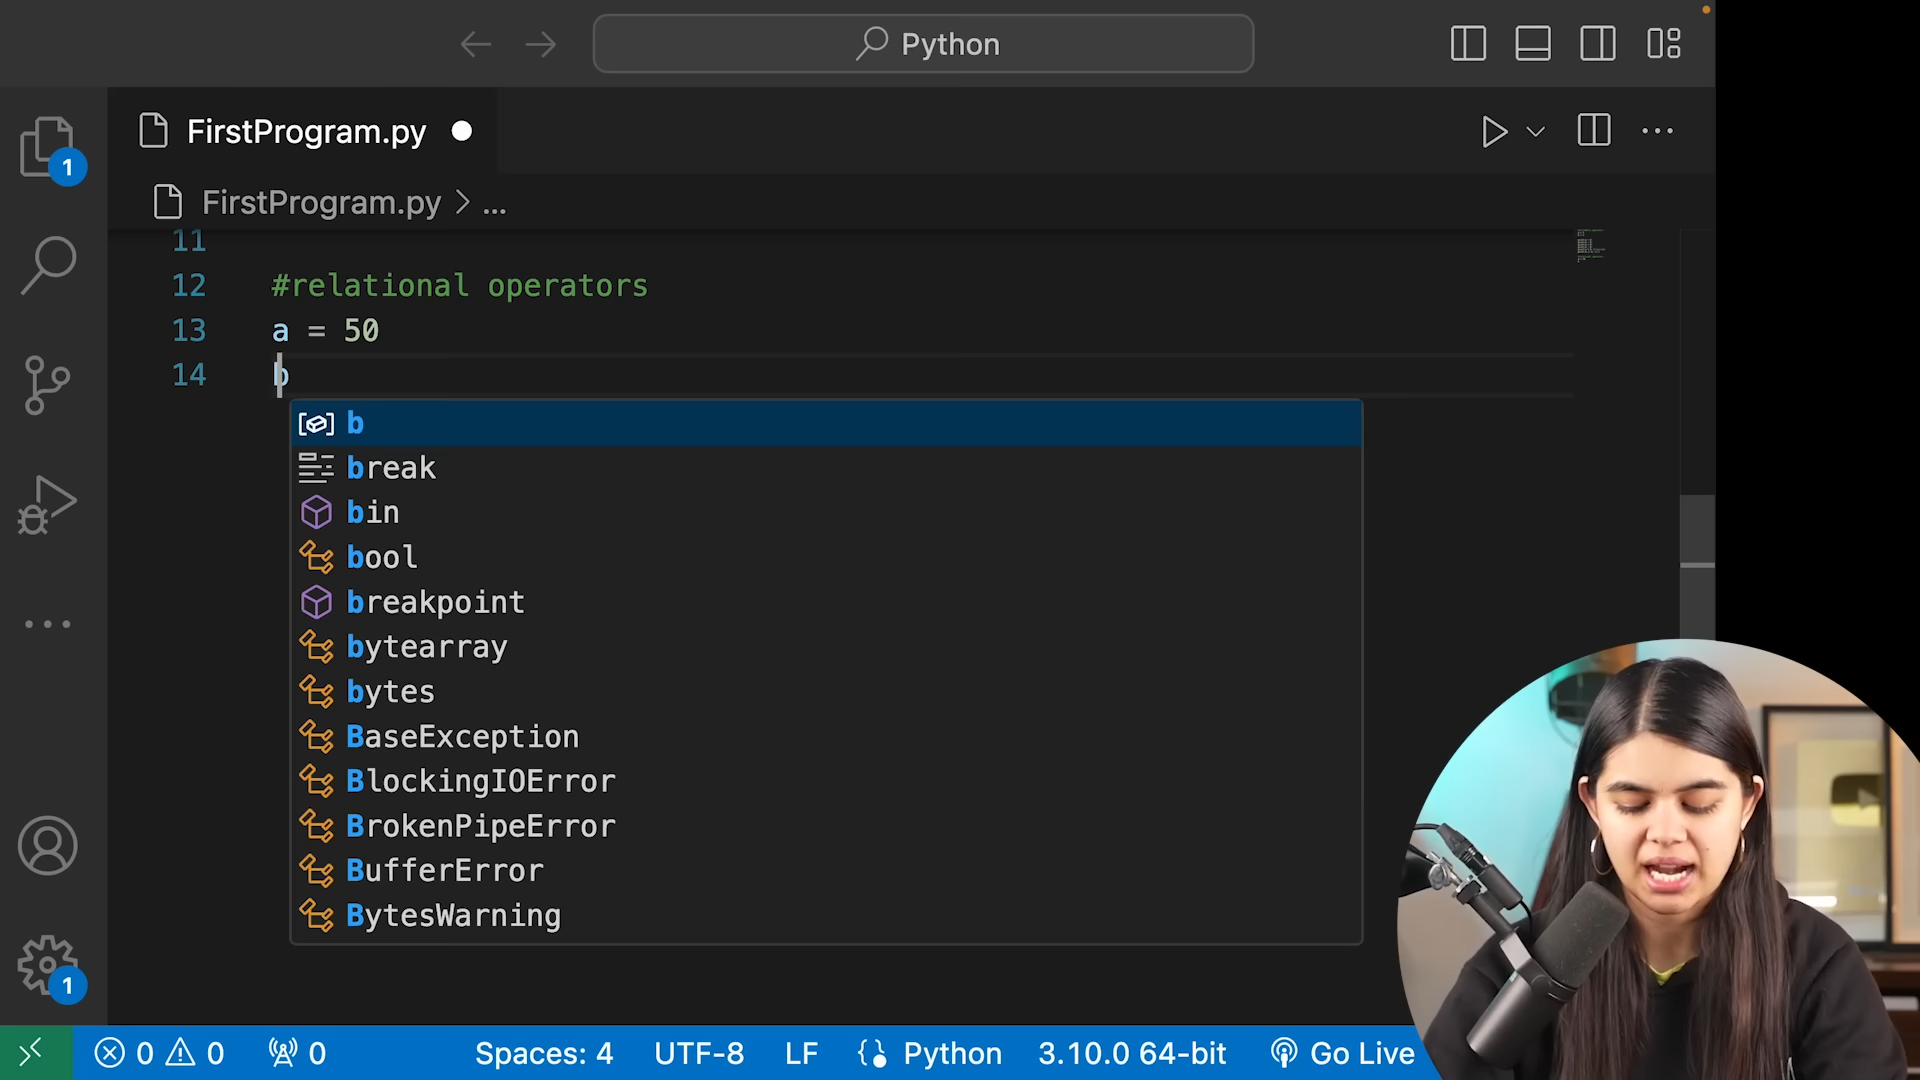 Python
FirstProgram.py
FirstProgram.py > ...
1
11
12 #relational operators
13 a = 50
14 b
b
break
bin
bool
breakpoint
bytearray
bytes
BaseException
BlockingIOError
BrokenPipeError
BufferError
BytesWarning
1
0 0 0 Spaces: 4 UTF-8 LF Python 3.10.0 64-bit Go Live